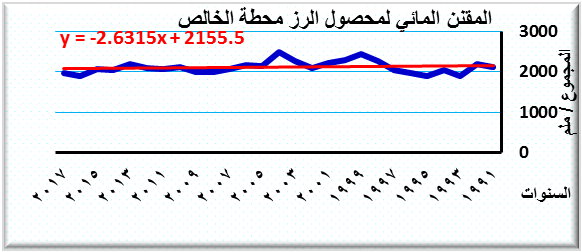 المقنن المائي لمحصول الرز محطة الخالص
y = -2.6315x + 2155.5
3000
2000
1000
0
المجموع / ملم
١٩٩١ ١٩٩٣ ١٩٩٥ ١٩٩٧ ١٩٩٩ ٢٠٠١ ٢٠٠٣ ٢٠٠٥ ٢٠٠٧ ٢٠٠٩ ٢٠١١ ٢٠١٣ ٢٠١٥ ٢٠١٧
السنوات